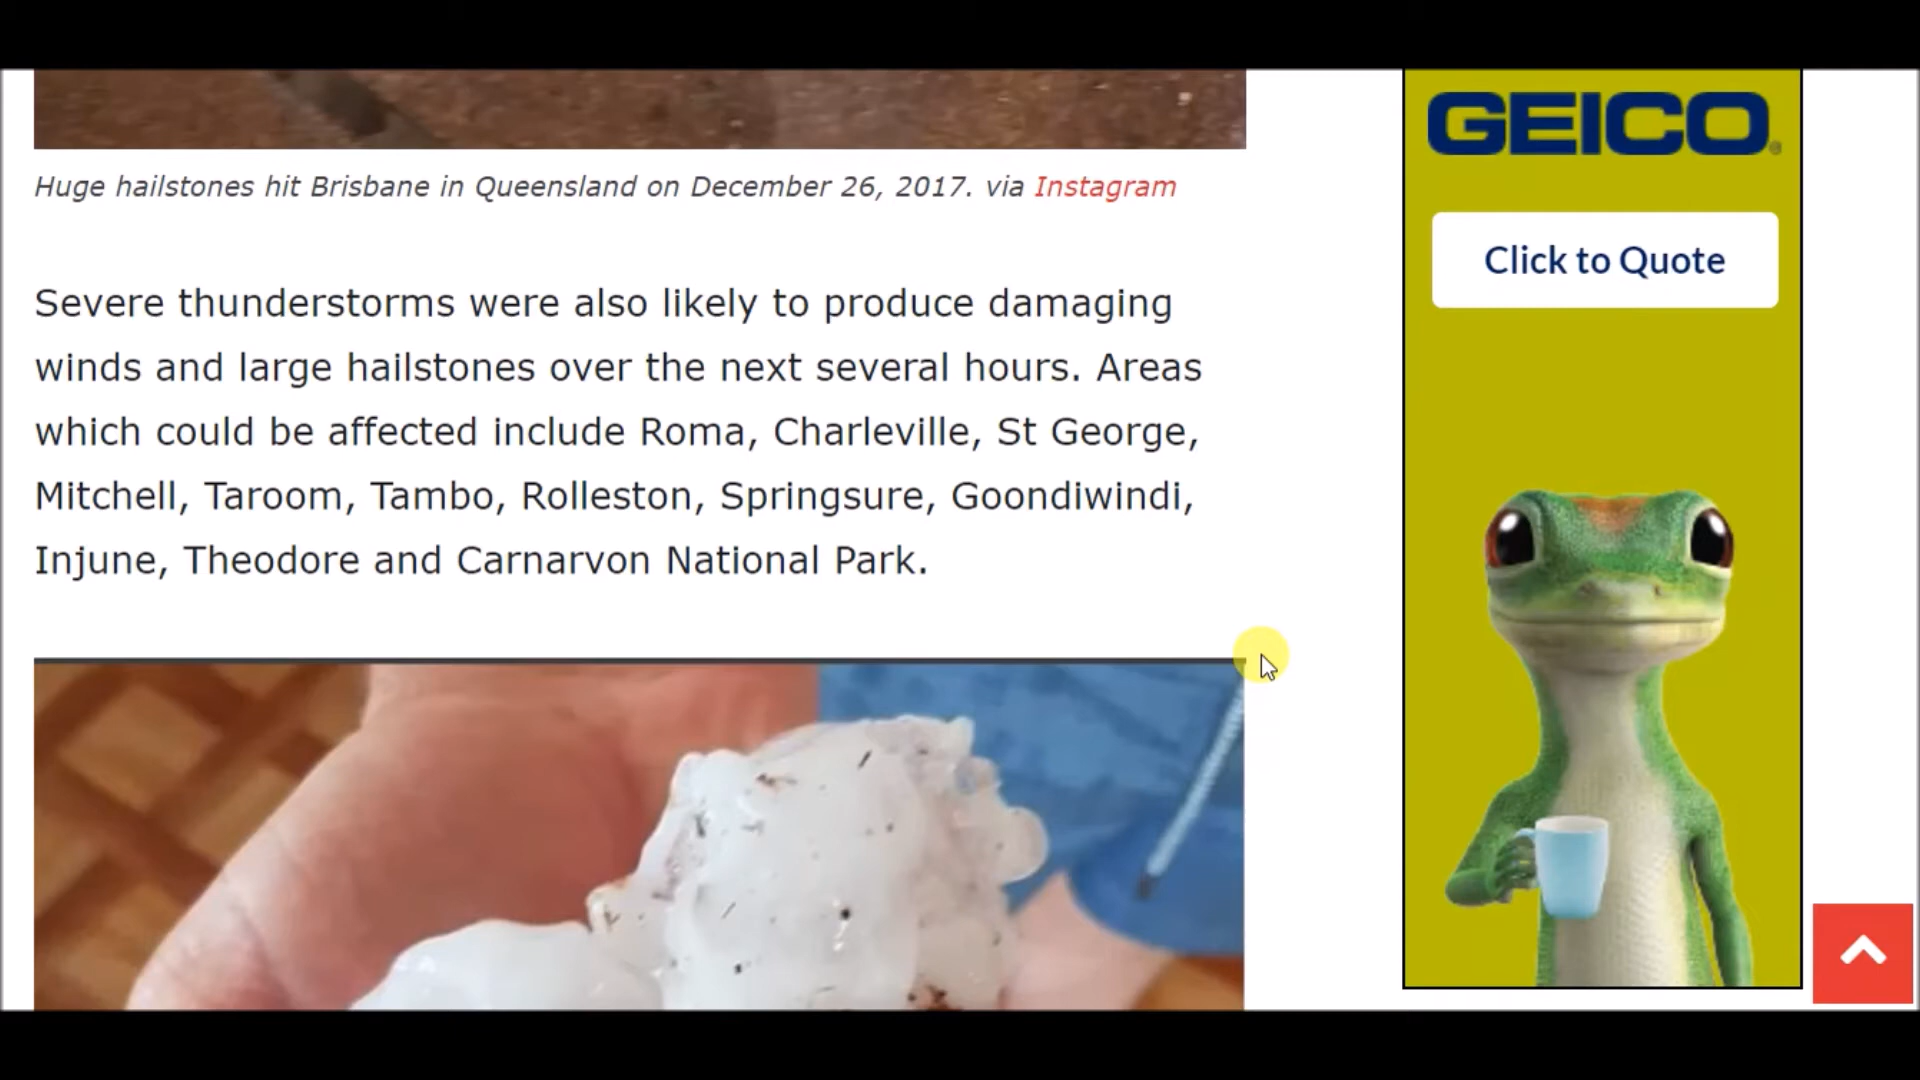 Huge hailstones hit Brisbane in Queensland on December 26, 2017. via Instagram
Severe thunderstorms were also likely to produce damaging
winds and large hailstones over the next several hours. Areas
which could be affected include Roma, Charleville, St George,
Mitchell, Taroom, Tambo, Rolleston, Springsure, Goondiwindi,
Injune, Theodore and Carnarvon National Park.
GEICO®
Click to Quote